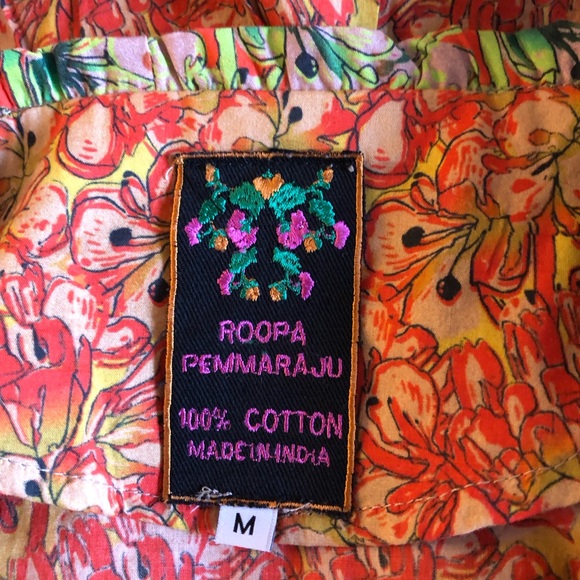 ROOPA
PEMMARAJU
100% COTTON
MADE IN INDIA
M